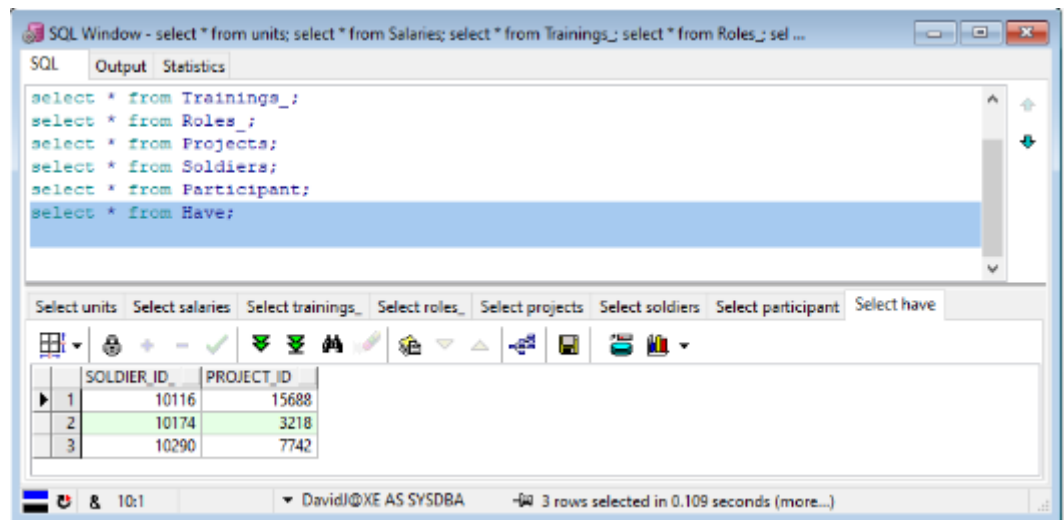 SQL Window - select * from units; select * from Salaries; select * from Trainings_; select * from Roles_; sel ...
SQL Output Statistics
select * from Trainings_;
select * from Roles_;
select * from Projects;
select * from Soldiers;
select * from Participant;
select * from Have;
Select units Select salaries Select trainings_ Select roles_ Select projects Select soldiers Select participant Select have
SOLDIER_ID_ PROJECT_ID
1 10116 15688
2 10174 3218
3 10290 7742
& 10:1 DavidJ@XE AS SYSDBA 3 rows selected in 0.109 seconds (more...)